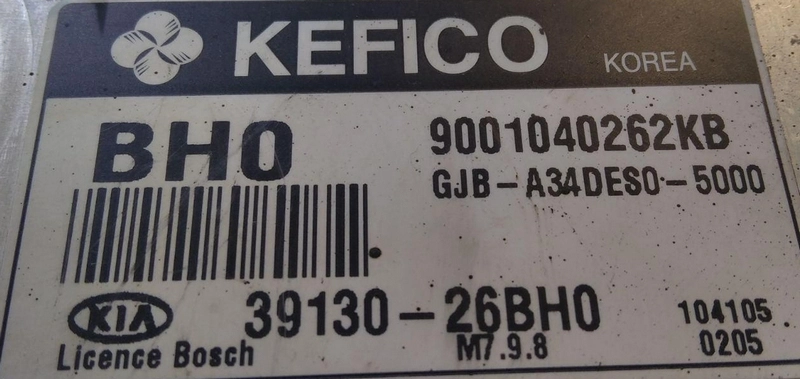 KEFICO KOREA
BH0
9001040262KB
GJB-A34DES0-5000
KIA
39130-26BH0
104105
Licence Bosch
M7.9.8
0205